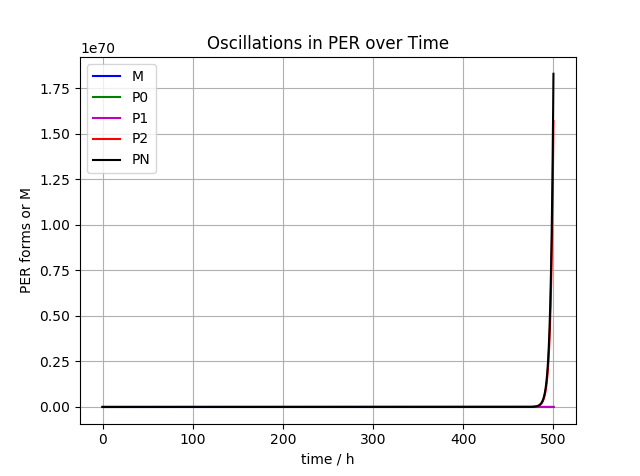 Oscillations in PER over Time
1e70
M
P0
P1
P2
PN
1.75
1.50
1.25
1.00
0.75
0.50
0.25
0.00
PER forms or M
0 100 200 300 400 500
time / h